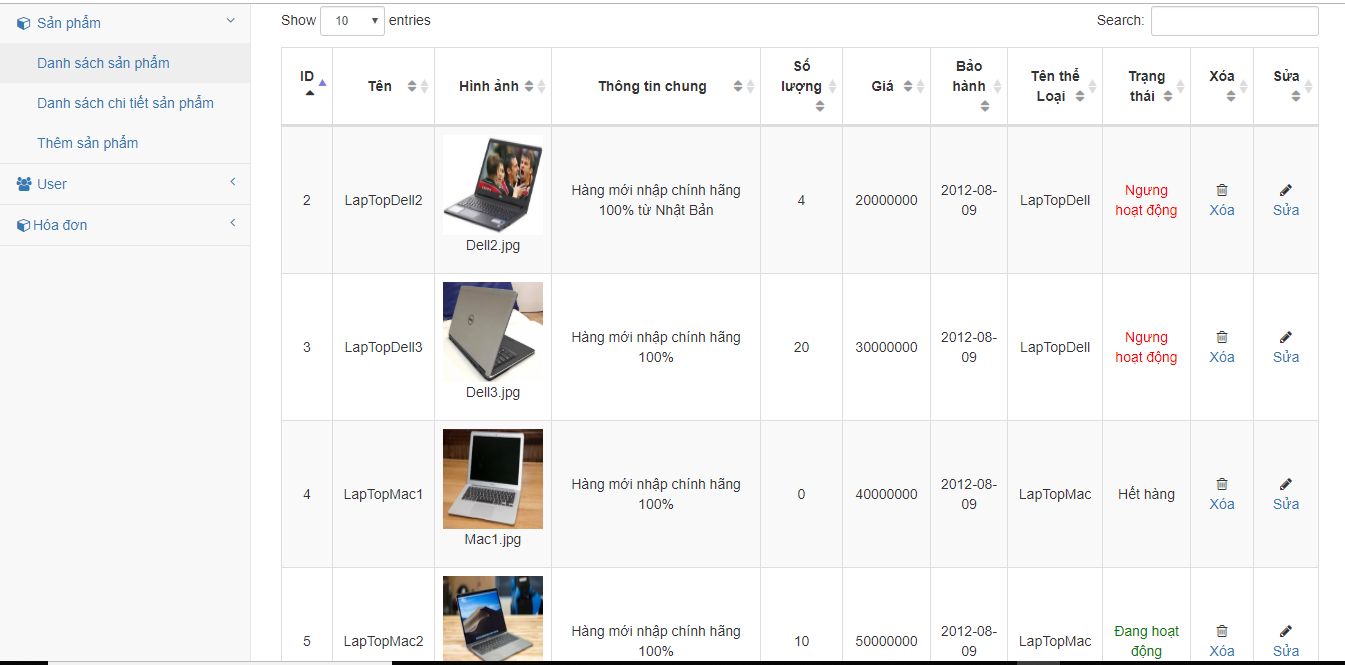 Sản phẩm
Danh sách sản phẩm
Danh sách chi tiết sản phẩm
Thêm sản phẩm
User
Hóa đơn
Show 10 entries
Search:
ID
Tên
Hình ảnh
Thông tin chung
Số
lượng
Giá
Bảo
hành
Tên thể
Loại
Trạng
thái
Xóa
Sửa
2
LapTopDell2
Dell2.jpg
Hàng mới nhập chính hãng
100% từ Nhật Bản
4
20000000
2012-08-
09
LapTopDell
Ngưng
hoạt động
Xóa
Sửa
3
LapTopDell3
Dell3.jpg
Hàng mới nhập chính hãng
100%
20
30000000
2012-08-
09
LapTopDell
Ngưng
hoạt động
Xóa
Sửa
4
LapTopMac1
Mac1.jpg
Hàng mới nhập chính hãng
100%
0
40000000
2012-08-
09
LapTopMac
Hết hàng
Xóa
Sửa
5
LapTopMac2
Hàng mới nhập chính hãng
100%
10
50000000
2012-08-
09
LapTopMac
Đang hoạt
động
Xóa
Sửa